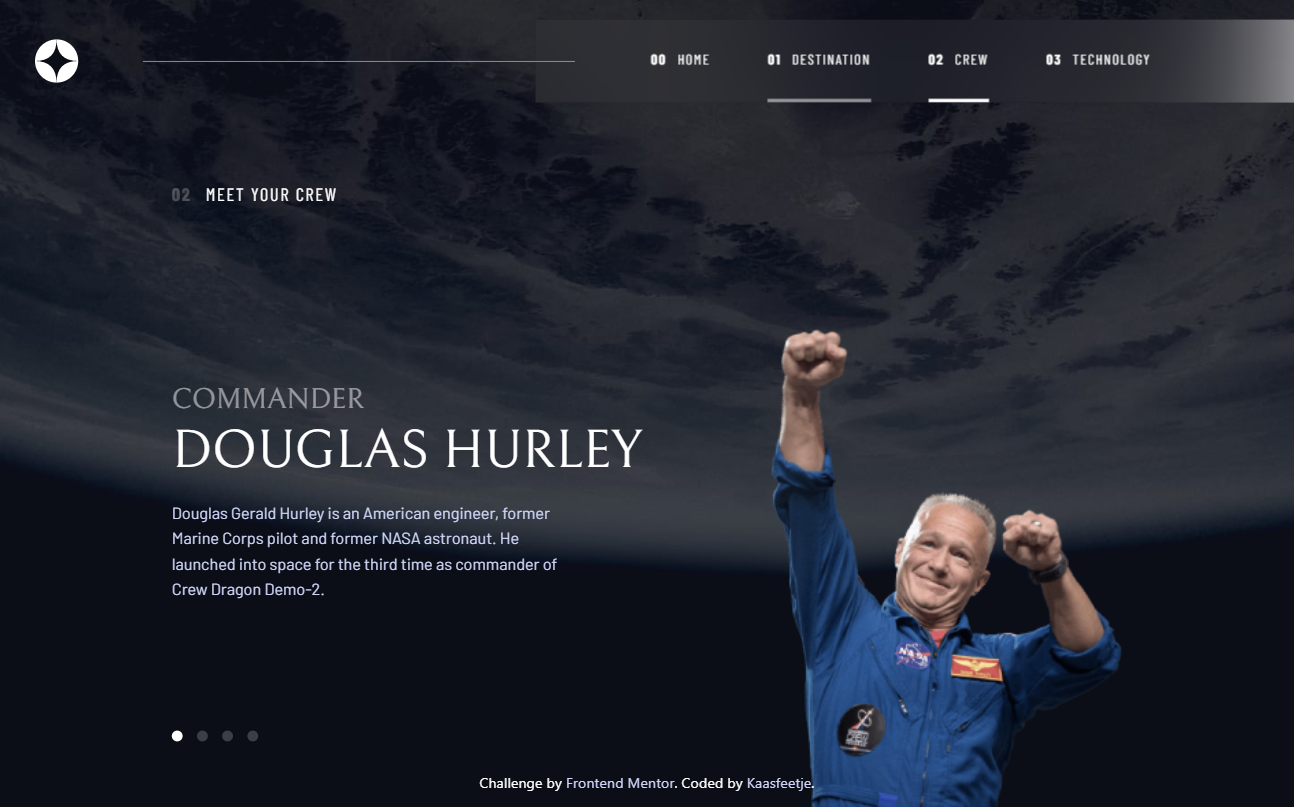 00 HOME 01 DESTINATION 02 CREW 03 TECHNOLOGY
02 MEET YOUR CREW
COMMANDER
DOUGLAS HURLEY
Douglas Gerald Hurley is an American engineer, former
Marine Corps pilot and former NASA astronaut. He
launched into space for the third time as commander of
Crew Dragon Demo-2.
NASA
Challenge by Frontend Mentor. Coded by Kaasfeetje.